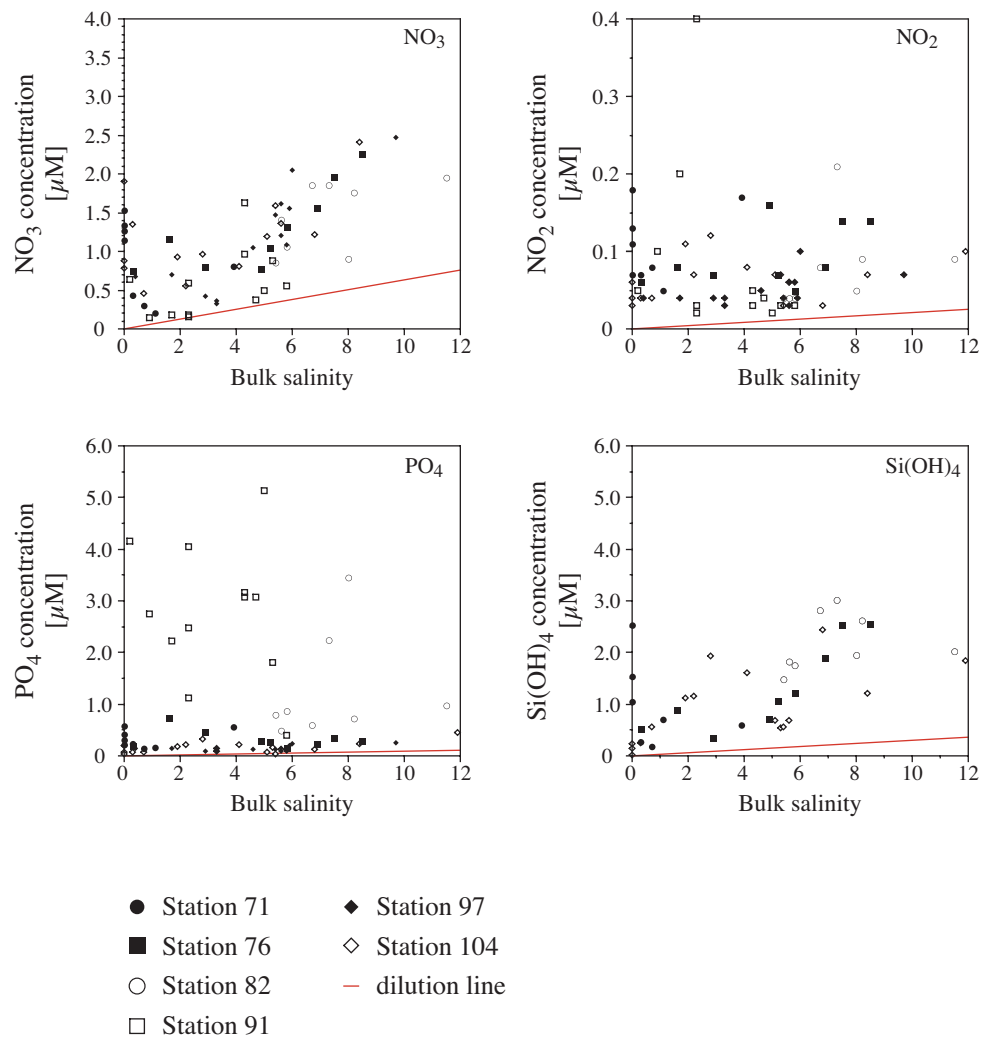 NO3
4.0
3.5
3.0
2.5
2.0
1.5
1.0
0.5
0
NO3 concentration
[µM]
0 2 4 6 8 10 12
Bulk salinity
NO2
0.4
0.3
0.2
0.1
0
NO2 concentration
[µM]
0 2 4 6 8 10 12
Bulk salinity
PO4
6.0
5.0
4.0
3.0
2.0
1.0
0
PO4 concentration
[µM]
0 2 4 6 8 10 12
Bulk salinity
Si(OH)4
6.0
5.0
4.0
3.0
2.0
1.0
0
Si(OH)4 concentration
[µM]
0 2 4 6 8 10 12
Bulk salinity
Station 71
Station 76
Station 82
Station 91
Station 97
Station 104
dilution line